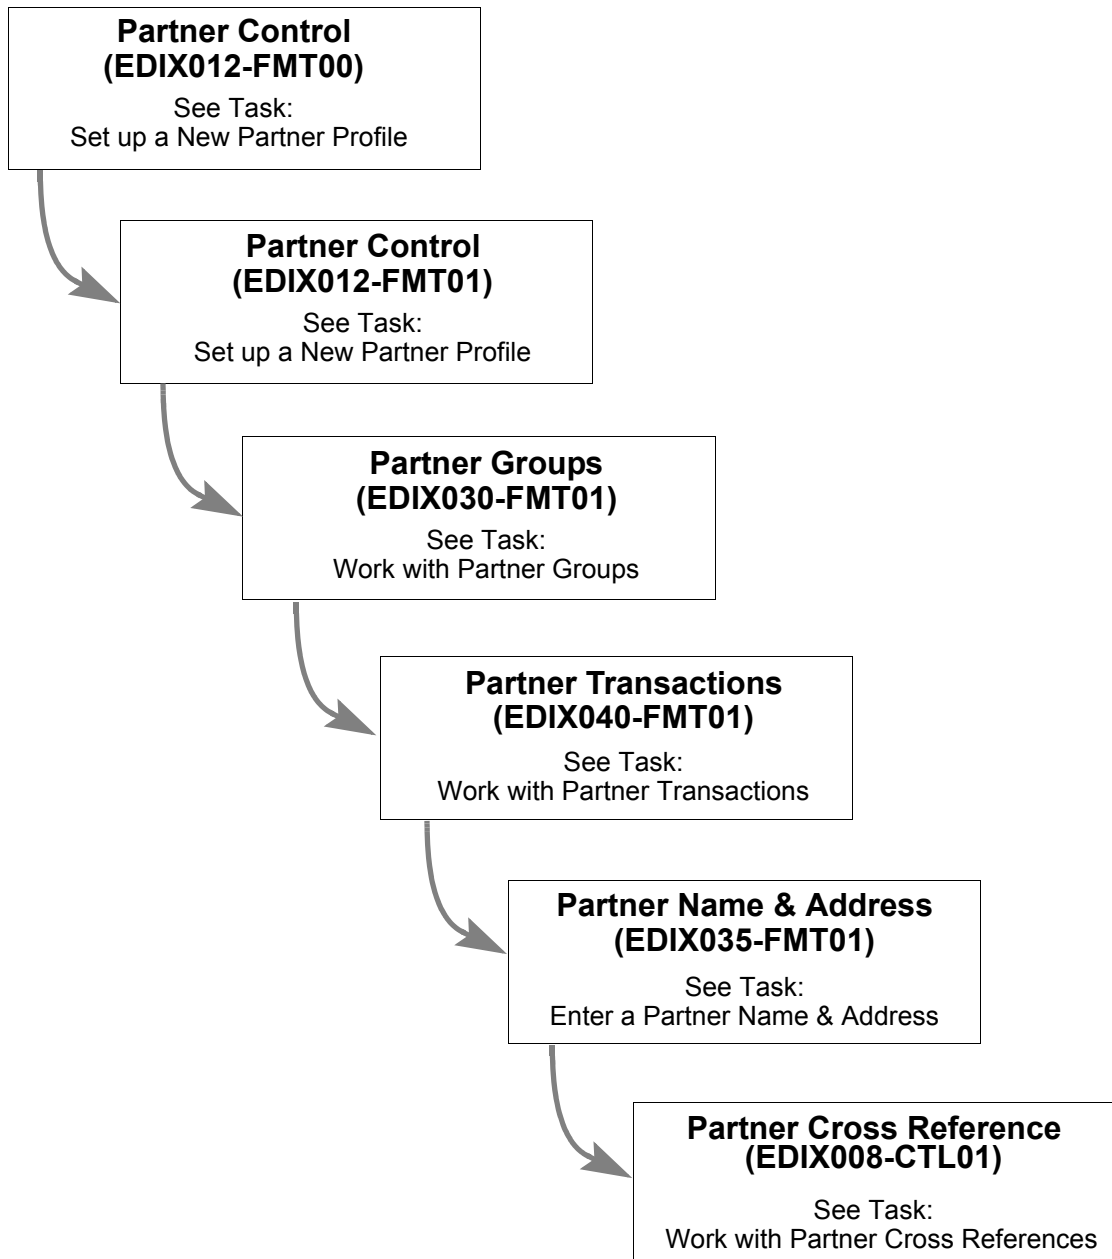 Partner Control
(EDIX012-FMT00)
See Task:
Set up a New Partner Profile
Partner Control
(EDIX012-FMT01)
See Task:
Set up a New Partner Profile
Partner Groups
(EDIX030-FMT01)
See Task:
Work with Partner Groups
Partner Transactions
(EDIX040-FMT01)
See Task:
Work with Partner Transactions
Partner Name & Address
(EDIX035-FMT01)
See Task:
Enter a Partner Name & Address
Partner Cross Reference
(EDIX008-CTL01)
See Task:
Work with Partner Cross References